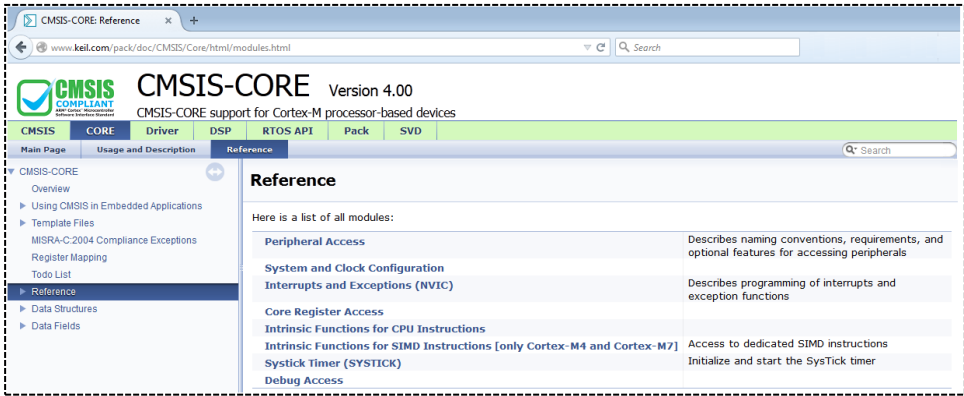 CMSIS-CORE: Reference × +
www.keil.com/pack/doc/CMSIS/Core/html/modules.html Search
CMSIS
COMPLIANT
ARM Cortex Microcontroller
Software Interface Standard
CMSIS-CORE Version 4.00
CMSIS-CORE support for Cortex-M processor-based devices
CMSIS CORE Driver DSP RTOS API Pack SVD
Main Page Usage and Description Reference Search
CMSIS-CORE
Overview
Using CMSIS in Embedded Applications
Template Files
MISRA-C:2004 Compliance Exceptions
Register Mapping
Todo List
Reference
Data Structures
Data Fields
Reference
Here is a list of all modules:
Peripheral Access Describes naming conventions, requirements, and
optional features for accessing peripherals
System and Clock Configuration
Interrupts and Exceptions (NVIC) Describes programming of interrupts and
exception functions
Core Register Access
Intrinsic Functions for CPU Instructions
Intrinsic Functions for SIMD Instructions [only Cortex-M4 and Cortex-M7] Access to dedicated SIMD instructions
Systick Timer (SYSTICK) Initialize and start the SysTick timer
Debug Access